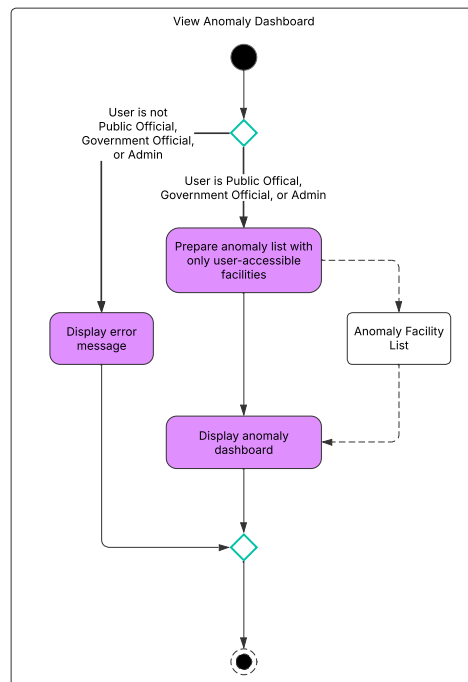 View Anomaly Dashboard
User is not
Public Official,
Government Official,
or Admin
User is Public Offical,
Government Official, or Admin
Prepare anomaly list with
only user-accessible
facilities
Display error
message
Anomaly Facility
List
Display anomaly
dashboard